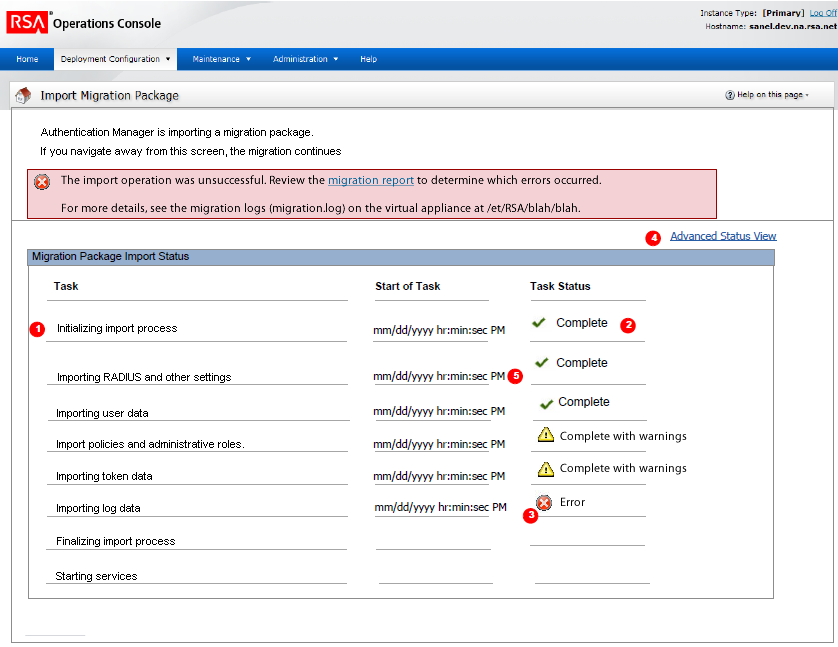 Instance Type: [Primary] Log Off
RSA Operations Console
Hostname: sanel.dev.na.rsa.net
Home Deployment Configuration Maintenance Administration Help
Import Migration Package
Help on this page
Authentication Manager is importing a migration package.
If you navigate away from this screen, the migration continues
The import operation was unsuccessful. Review the migration report to determine which errors occurred.
For more details, see the migration logs (migration.log) on the virtual appliance at /et/RSA/blah/blah.
4 Advanced Status View
Migration Package Import Status
Task Start of Task Task Status
1 Initializing import process mm/dd/yyyy hr:min:sec PM Complete 2
Importing RADIUS and other settings mm/dd/yyyy hr:min:sec PM 5 Complete
Importing user data mm/dd/yyyy hr:min:sec PM Complete
Import policies and administrative roles. mm/dd/yyyy hr:min:sec PM Complete with warnings
Importing token data mm/dd/yyyy hr:min:sec PM Complete with warnings
Importing log data mm/dd/yyyy hr:min:sec PM 3 Error
Finalizing import process
Starting services